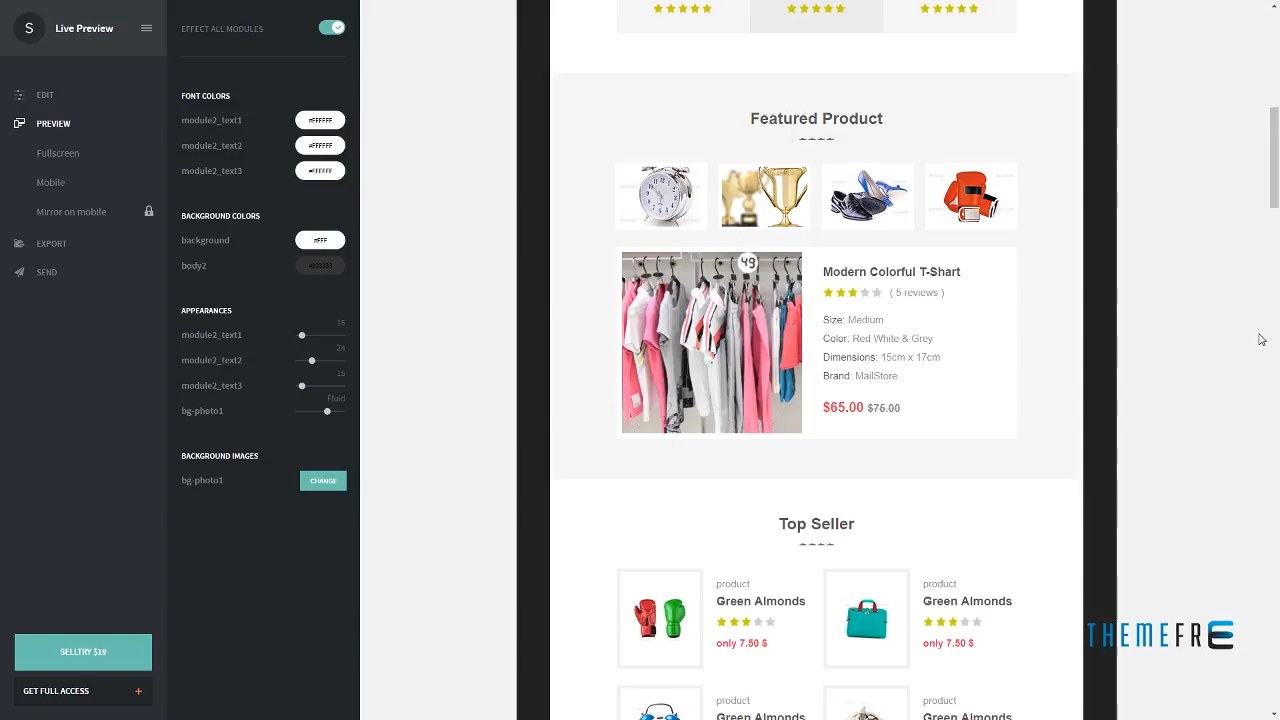 S
Live Preview
EDIT
PREVIEW
Fullscreen
Mobile
Mirror on mobile
EXPORT
SEND
SELLTRY $19
GET FULL ACCESS +
EFFECT ALL MODULES
FONT COLORS
module2_text1 #FFFFFF
module2_text2 #FFFFFF
module2_text3 #FFFFFF
BACKGROUND COLORS
background #FFF
body2 #333333
APPEARANCES
15
module2_text1
24
module2_text2
15
module2_text3
Fluid
bg-photo1
BACKGROUND IMAGES
bg-photo1 CHANGE
Featured Product
49
Modern Colorful T-Shart
( 5 reviews )
Size: Medium
Color: Red White & Grey
Dimensions: 15cm x 17cm
Brand: MailStore
$65.00 $75.00
Top Seller
product
Green Almonds
only 7.50 $
product
Green Almonds
only 7.50 $
product
Green Almonds
product
Green Almonds
THEMEFRE